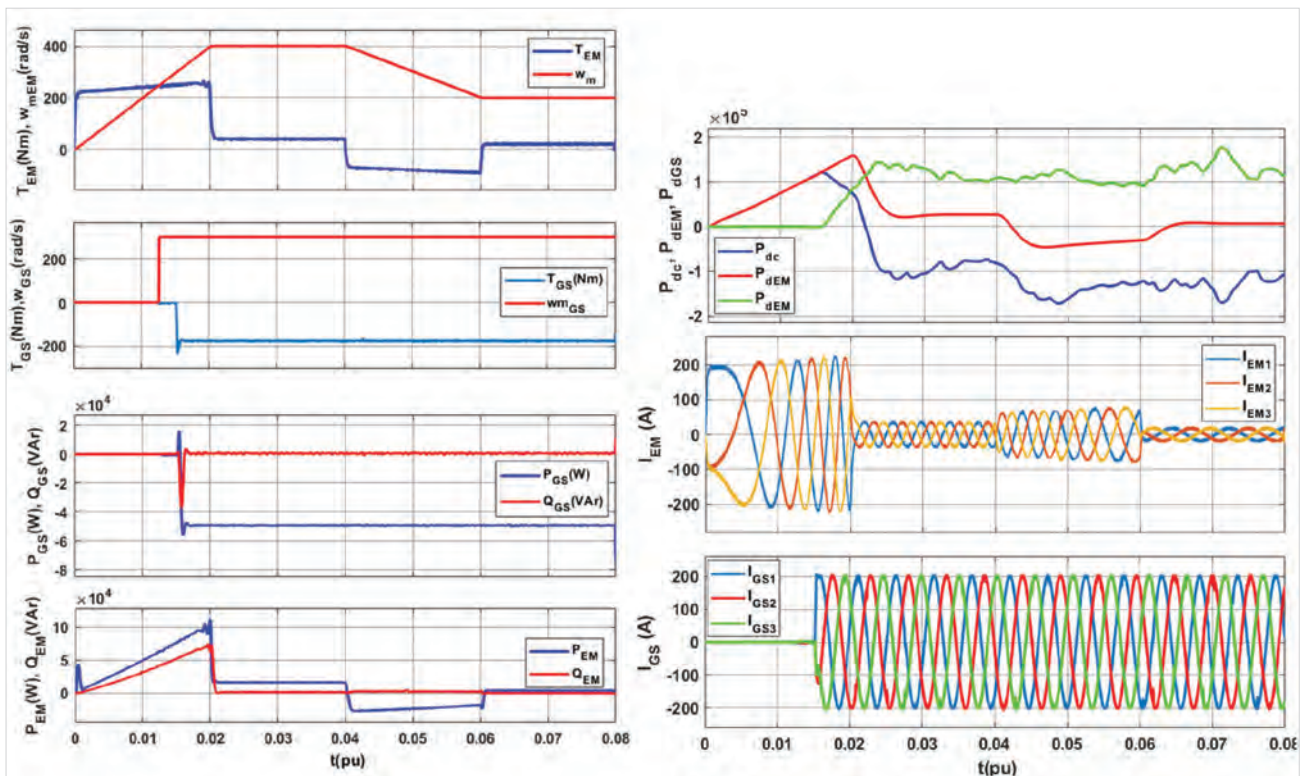 T_EM(Nm), w_mEM(rad/s)
400
200
0
T_EM
w_m
T_GS(Nm),w_GS(rad/s)
200
0
-200
T_GS(Nm)
wm_GS
P_GS(W), Q_GS(VAr)
×10^4
2
0
-2
-4
-6
-8
P_GS(W)
Q_GS(VAr)
P_EM(W), Q_EM(VAr)
×10^4
10
5
0
P_EM
Q_EM
0 0.01 0.02 0.03 0.04 0.05 0.06 0.07 0.08
t(pu)
P_dc, P_dEM, P_dGS
×10^5
2
1
0
-1
-2
P_dc
P_dEM
P_dEM
I_EM (A)
200
100
0
-100
-200
I_EM1
I_EM2
I_EM3
I_GS (A)
200
100
0
-100
-200
I_GS1
I_GS2
I_GS3
0 0.01 0.02 0.03 0.04 0.05 0.06 0.07 0.08
t(pu)